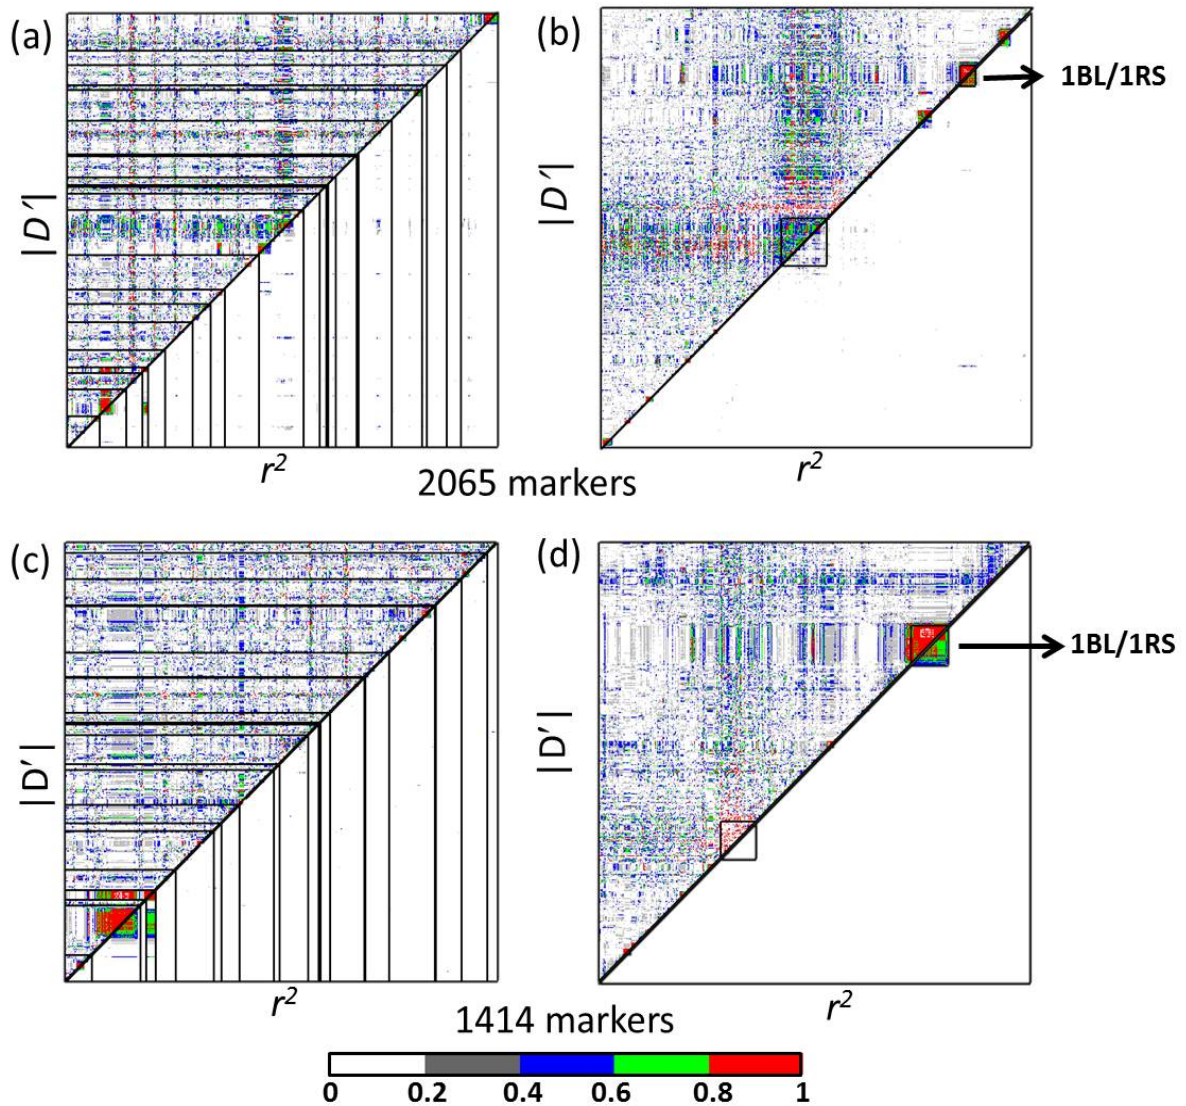 (a)
|D′|
r²
(b)
1BL/1RS
|D′|
r²
2065 markers
(c)
|D'|
r²
(d)
1BL/1RS
|D'|
r²
1414 markers
0 0.2 0.4 0.6 0.8 1